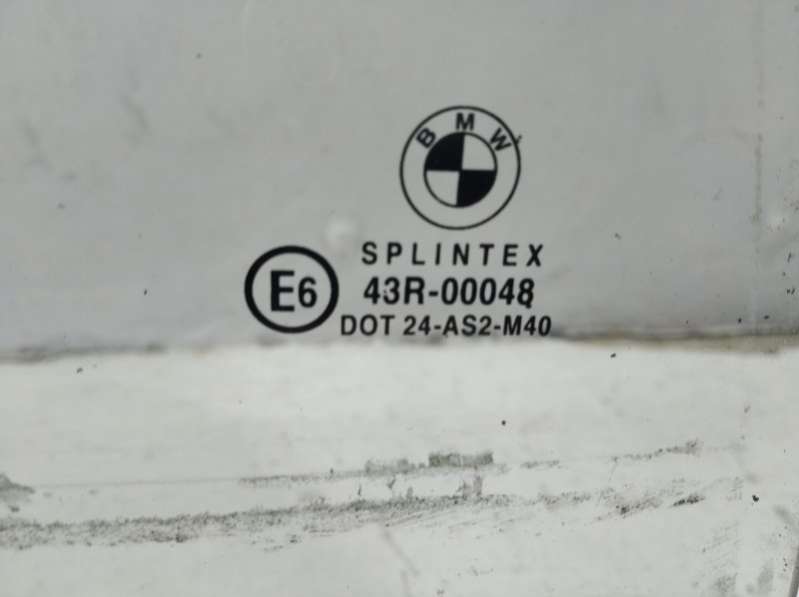 BMW
SPLINTEX
E6
43R-00048
DOT 24-AS2-M40